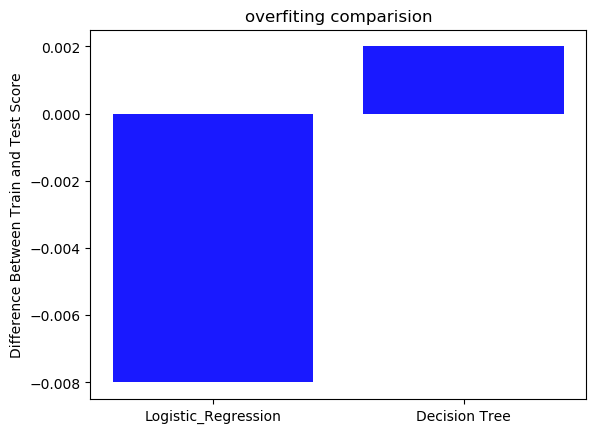 overfiting comparision
Difference Between Train and Test Score
0.002
0.000
−0.002
−0.004
−0.006
−0.008
Logistic_Regression
Decision Tree